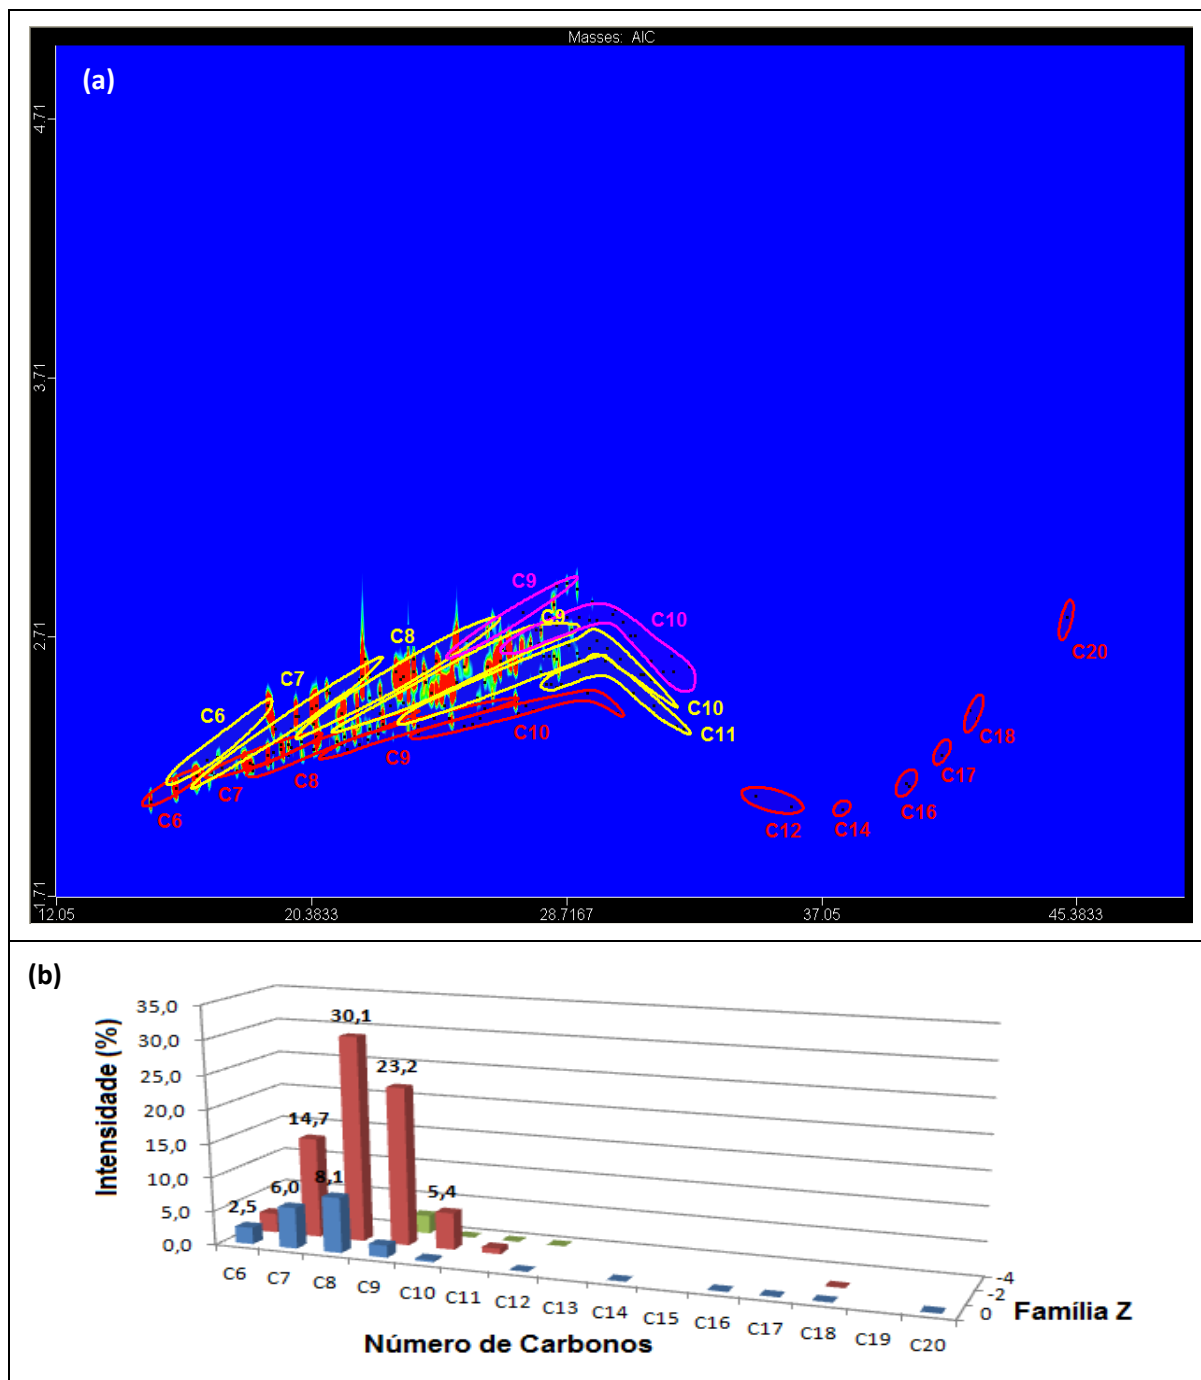 Masses: AIC
(a)
4.71
3.71
2.71
1.71
12.05 20.3833 28.7167 37.05 45.3833
C9
C10
C9
C8
C7
C6
C10
C11
C6
C7
C8
C9
C10
C12
C14
C16
C17
C18
C20
(b)
Intensidade (%)
35,0
30,0
25,0
20,0
15,0
10,0
5,0
0,0
30,1
23,2
14,7
8,1
6,0
5,4
2,5
C6 C7 C8 C9 C10 C11 C12 C13 C14 C15 C16 C17 C18 C19 C20
-4
-2
0
Família Z
Número de Carbonos